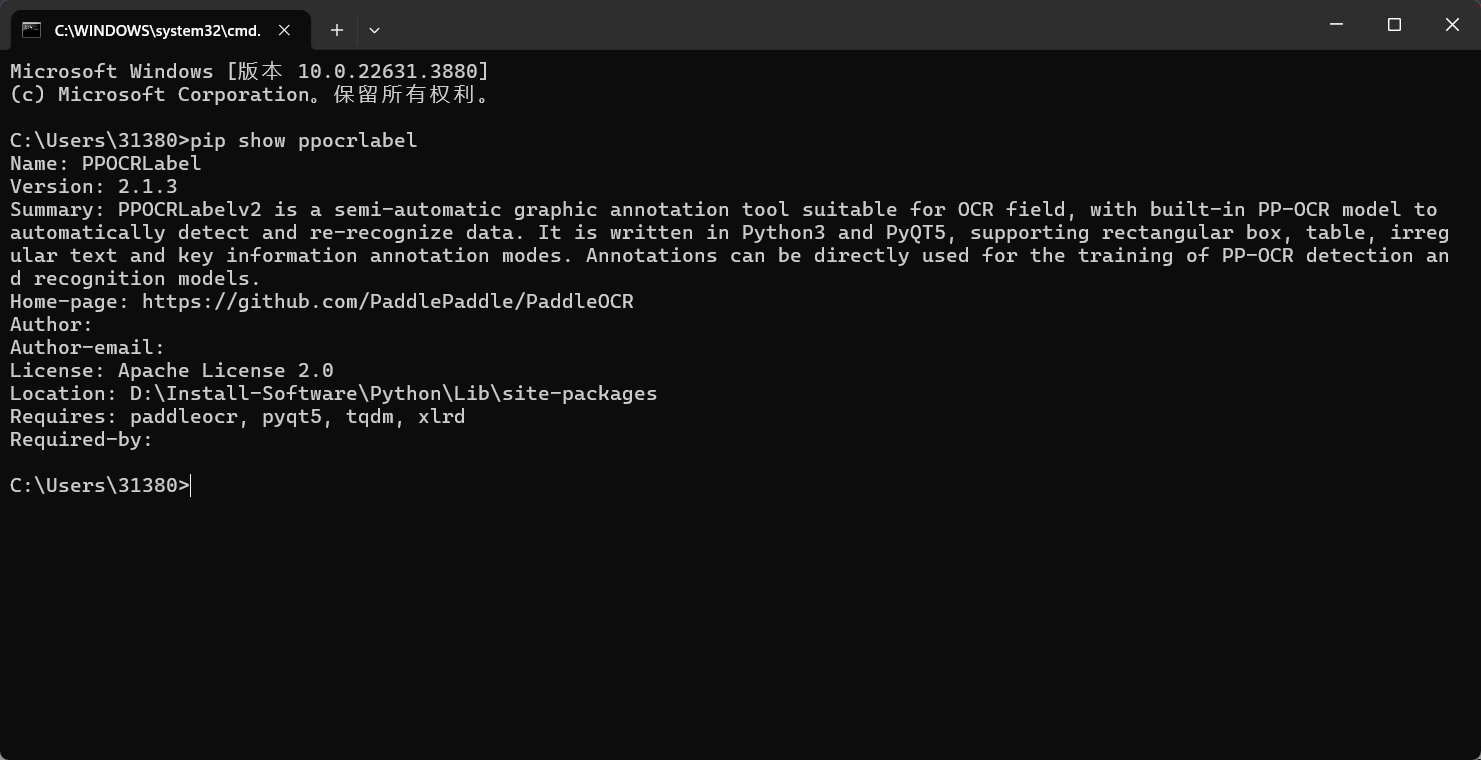 C:\WINDOWS\system32\cmd.
Microsoft Windows [版本 10.0.22631.3880]
(c) Microsoft Corporation。保留所有权利。
C:\Users\31380>pip show ppocrlabel
Name: PPOCRLabel
Version: 2.1.3
Summary: PPOCRLabelv2 is a semi-automatic graphic annotation tool suitable for OCR field, with built-in PP-OCR model to
automatically detect and re-recognize data. It is written in Python3 and PyQT5, supporting rectangular box, table, irreg
ular text and key information annotation modes. Annotations can be directly used for the training of PP-OCR detection an
d recognition models.
Home-page: https://github.com/PaddlePaddle/PaddleOCR
Author:
Author-email:
License: Apache License 2.0
Location: D:\Install-Software\Python\Lib\site-packages
Requires: paddleocr, pyqt5, tqdm, xlrd
Required-by:
C:\Users\31380>